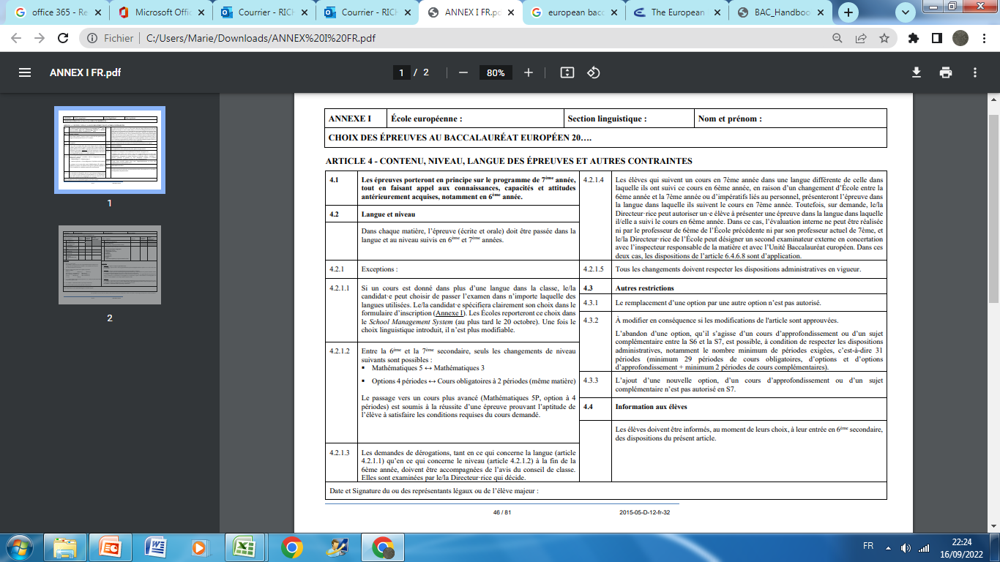 office 365 - Re
Microsoft Offic
Courrier - RICH
Courrier - RICH
ANNEX I FR.pd
european bacc
The European
BAC_Handboo
Fichier
C:/Users/Marie/Downloads/ANNEX%20I%20FR.pdf
ANNEX I FR.pdf
1 / 2
80%
1
2
ANNEXE I
École européenne :
Section linguistique :
Nom et prénom :
CHOIX DES ÉPREUVES AU BACCALAURÉAT EUROPÉEN 20….
ARTICLE 4 - CONTENU, NIVEAU, LANGUE DES ÉPREUVES ET AUTRES CONTRAINTES
4.1
Les épreuves porteront en principe sur le programme de 7ème année,
tout en faisant appel aux connaissances, capacités et attitudes
antérieurement acquises, notamment en 6ème année.
4.2
Langue et niveau
Dans chaque matière, l’épreuve (écrite et orale) doit être passée dans la
langue et au niveau suivis en 6ème et 7ème années.
4.2.1
Exceptions :
4.2.1.1
Si un cours est donné dans plus d’une langue dans la classe, le/la
candidat·e peut choisir de passer l’examen dans n’importe laquelle des
langues utilisées. Le/la candidat·e spécifiera clairement son choix dans le
formulaire d’inscription (Annexe I). Les Écoles reporteront ce choix dans
le School Management System (au plus tard le 20 octobre). Une fois le
choix linguistique introduit, il n’est plus modifiable.
4.2.1.2
Entre la 6ème et la 7ème secondaire, seuls les changements de niveau
suivants sont possibles :
▪ Mathématiques 5 ↔ Mathématiques 3
▪ Options 4 périodes ↔ Cours obligatoires à 2 périodes (même matière)
Le passage vers un cours plus avancé (Mathématiques 5P, option à 4
périodes) est soumis à la réussite d’une épreuve prouvant l’aptitude de
l’élève à satisfaire les conditions requises du cours demandé.
4.2.1.3
Les demandes de dérogations, tant en ce qui concerne la langue (article
4.2.1.1) qu’en ce qui concerne le niveau (article 4.2.1.2) à la fin de la
6ème année, doivent être accompagnées de l’avis du conseil de classe.
Elles sont examinées par le/la Directeur·rice qui décide.
4.2.1.4
Les élèves qui suivent un cours en 7ème année dans une langue différente de celle dans
laquelle ils ont suivi ce cours en 6ème année, en raison d’un changement d’École entre la
6ème année et la 7ème année ou d’impératifs liés au personnel, présenteront l’épreuve dans
la langue dans laquelle ils suivent le cours en 7ème année. Toutefois, sur demande, le/la
Directeur·rice peut autoriser un·e élève à présenter une épreuve dans la langue dans laquelle
il/elle a suivi le cours en 6ème année. Dans ce cas, l’évaluation interne ne peut être réalisée
ni par le professeur de 6ème de l’École précédente ni par son professeur actuel de 7ème, et
le/la Directeur·rice de l’École peut désigner un second examinateur externe en concertation
avec l’inspecteur responsable de la matière et avec l’Unité Baccalauréat européen. Dans ces
deux cas, les dispositions de l’article 6.4.6.8 sont d’application.
4.2.1.5
Tous les changements doivent respecter les dispositions administratives en vigueur.
4.3
Autres restrictions
4.3.1
Le remplacement d’une option par une autre option n’est pas autorisé.
4.3.2
À modifier en conséquence si les modifications de l'article sont approuvées.
L’abandon d’une option, qu’il s’agisse d’un cours d’approfondissement ou d’un sujet
complémentaire entre la S6 et la S7, est possible, à condition de respecter les dispositions
administratives, notamment le nombre minimum de périodes exigées, c’est-à-dire 31
périodes (minimum 29 périodes de cours obligatoires, d’options et d’options
d’approfondissement + minimum 2 périodes de cours complémentaires).
4.3.3
L’ajout d’une nouvelle option, d’un cours d’approfondissement ou d’un sujet
complémentaire n’est pas autorisé en S7.
4.4
Information aux élèves
Les élèves doivent être informés, au moment de leurs choix, à leur entrée en 6ème secondaire,
des dispositions du présent article.
Date et Signature du ou des représentants légaux ou de l’élève majeur :
46 / 81
2015-05-D-12-fr-32
FR
22:24
16/09/2022